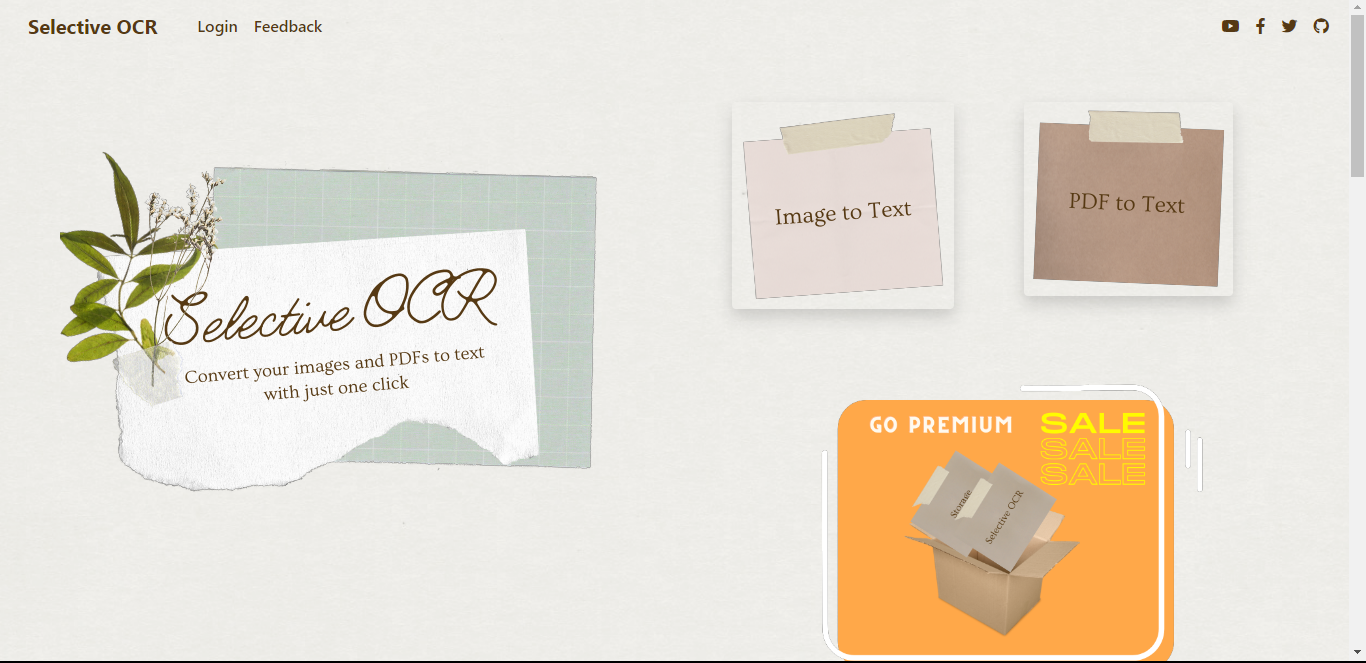 Selective OCR
Login
Feedback
Image to Text
PDF to Text
Selective OCR
Convert your images and PDFs to text
with just one click
GO PREMIUM
SALE
SALE
SALE
Storage
Selective OCR